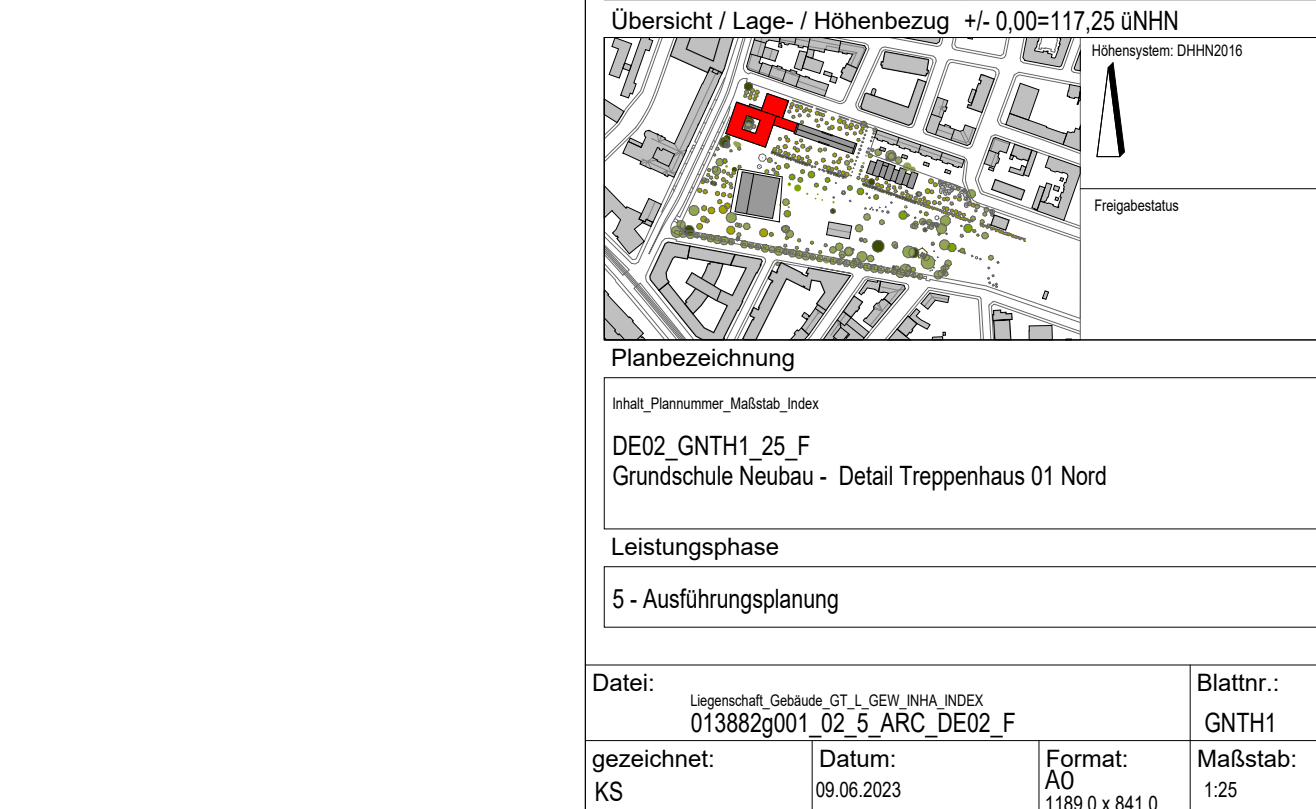 Übersicht / Lage- / Höhenbezug +/- 0,00=117,25 üNHN
Höhensystem: DHHN2016
Freigabestatus
Planbezeichnung
Inhalt_Plannummer_Maßstab_Index
DE02_GNTH1_25_F
Grundschule Neubau - Detail Treppenhaus 01 Nord
Leistungsphase
5 - Ausführungsplanung
Datei:
Liegenschaft_Gebäude_GT_L_GEW_INHA_INDEX
013882g001_02_5_ARC_DE02_F
Blattnr.:
GNTH1
gezeichnet:
KS
Datum:
09.06.2023
Format:
A0
1189,0 x 841,0
Maßstab:
1:25